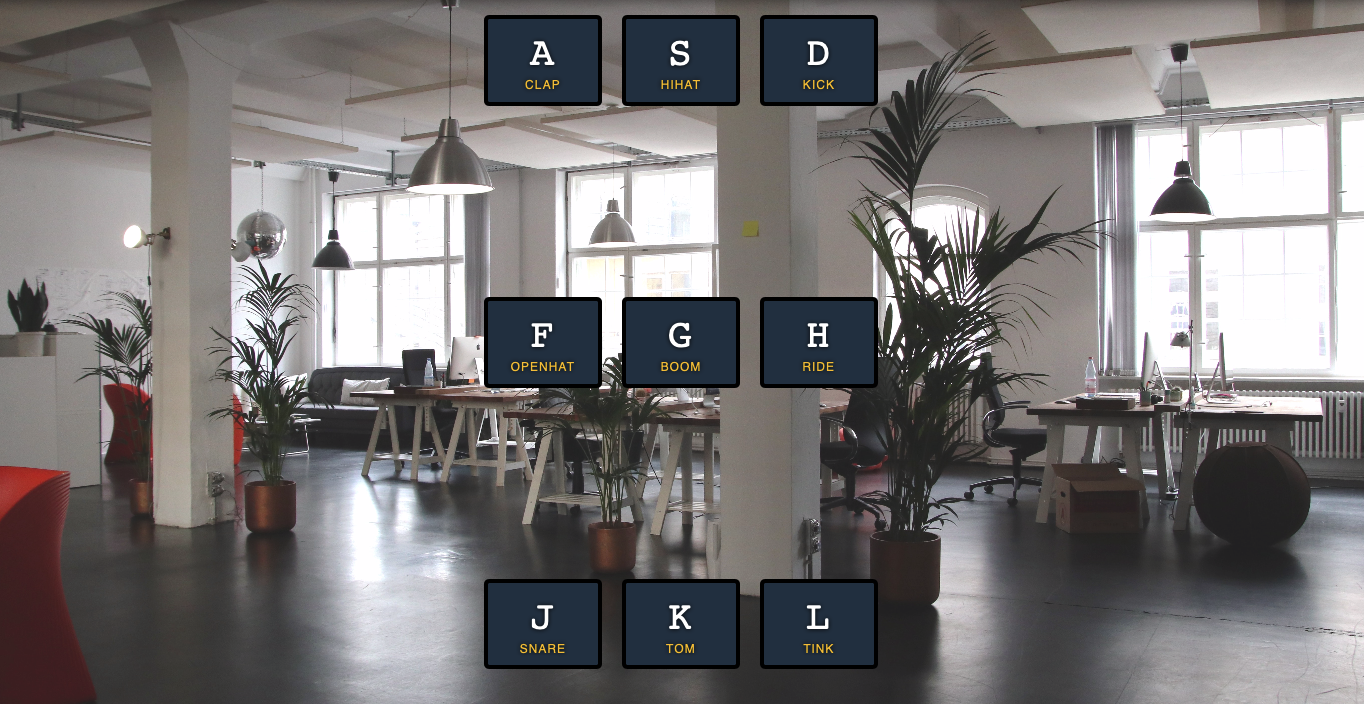 A S D
CLAP HIHAT KICK
F G H
OPENHAT BOOM RIDE
J K L
SNARE TOM TINK